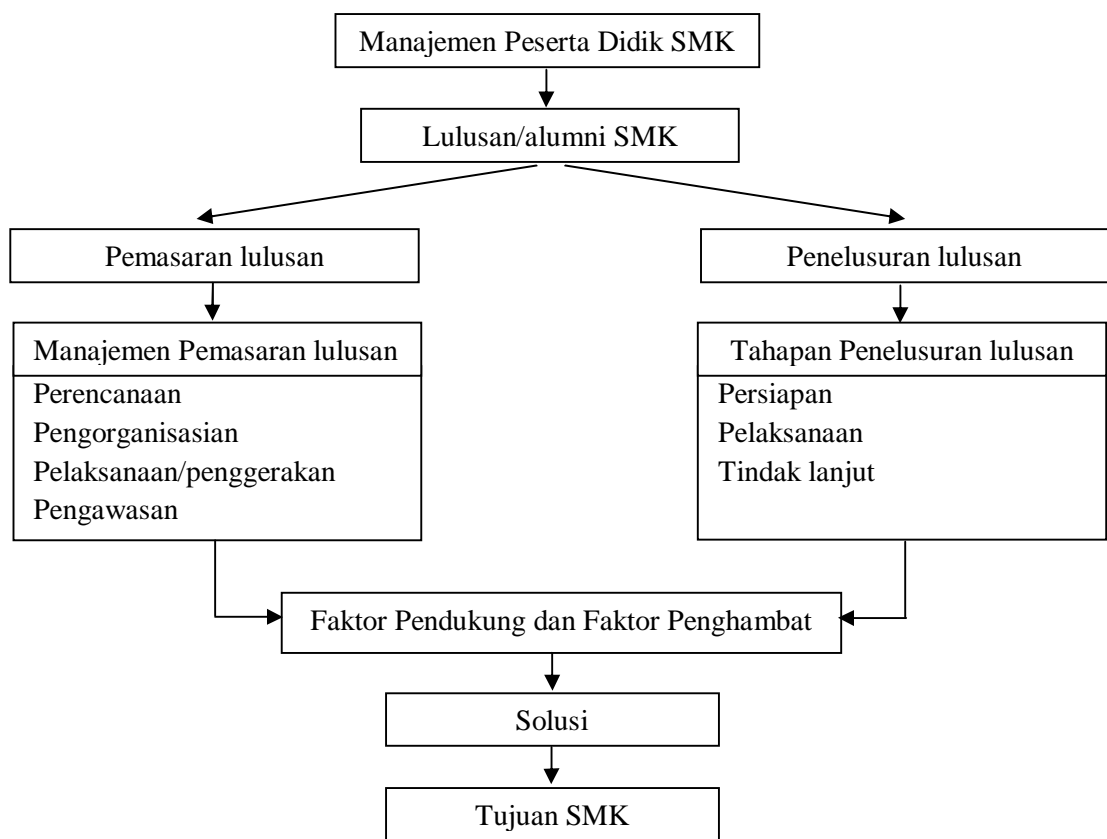 Manajemen Peserta Didik SMK
Lulusan/alumni SMK
Pemasaran lulusan
Penelusuran lulusan
Manajemen Pemasaran lulusan
Perencanaan
Pengorganisasian
Pelaksanaan/penggerakan
Pengawasan
Tahapan Penelusuran lulusan
Persiapan
Pelaksanaan
Tindak lanjut
Faktor Pendukung dan Faktor Penghambat
Solusi
Tujuan SMK